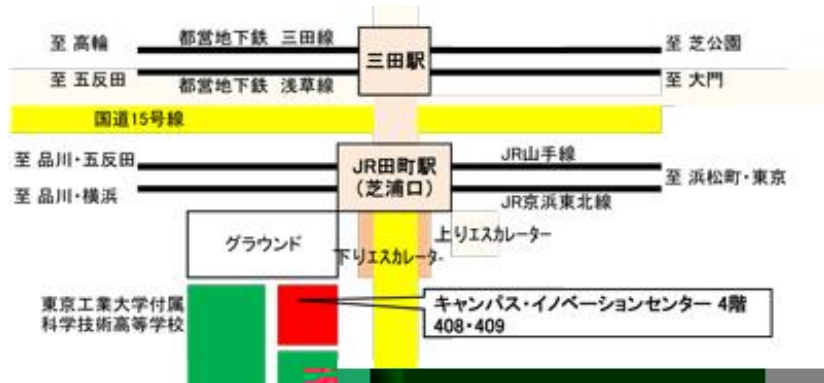 至 高輪
都営地下鉄 三田線
三田駅
至 芝公園
至 五反田
都営地下鉄 浅草線
至 大門
国道15号線
至 品川・五反田
JR田町駅
(芝浦口)
JR山手線
至 浜松町・東京
至 品川・横浜
JR京浜東北線
グラウンド
下りエスカレーター
上りエスカレーター
東京工業大学付属
科学技術高等学校
キャンパス・イノベーションセンター 4階
408・409